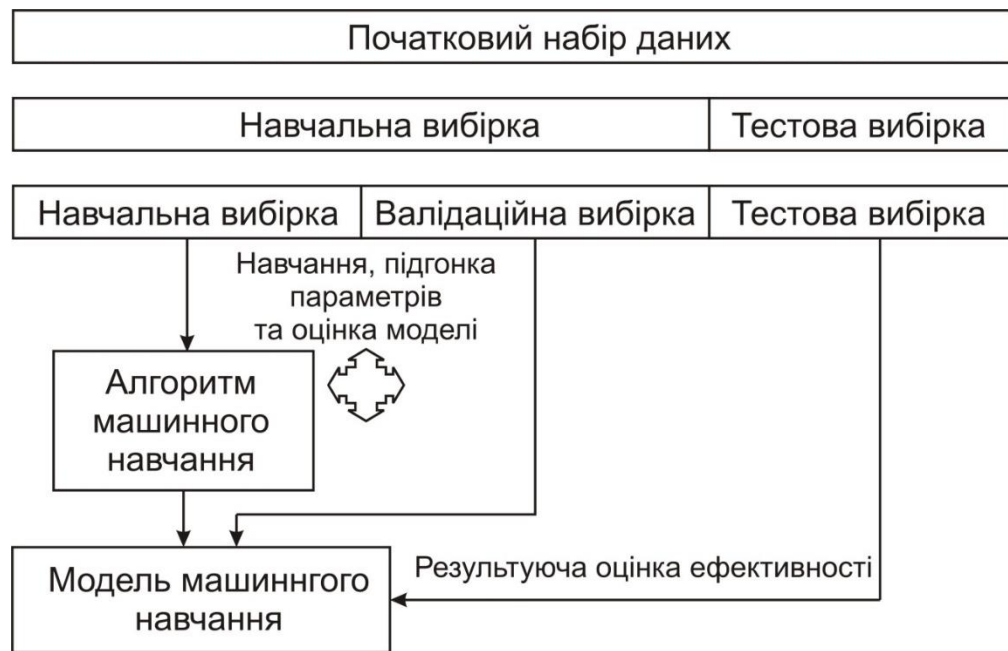 Початковий набір даних
Навчальна вибірка
Тестова вибірка
Навчальна вибірка
Валідаційна вибірка
Тестова вибірка
Навчання, підгонка
параметрів
та оцінка моделі
Алгоритм
машинного
навчання
Модель машиннгого
навчання
Результуюча оцінка ефективності